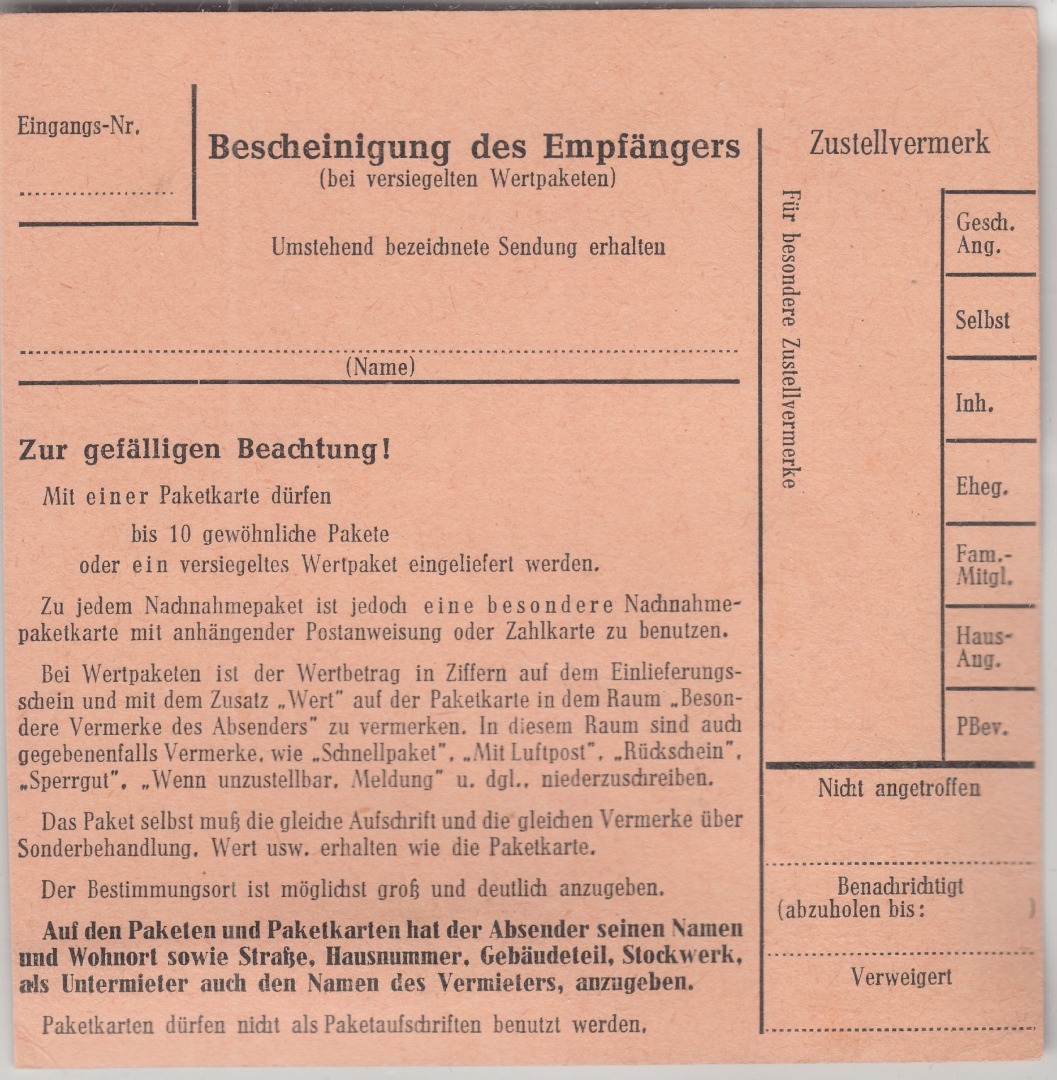 Eingangs-Nr.
Bescheinigung des Empfängers
(bei versiegelten Wertpaketen)
Umstehend bezeichnete Sendung erhalten
(Name)
Zur gefälligen Beachtung!
Mit einer Paketkarte dürfen
bis 10 gewöhnliche Pakete
oder ein versiegeltes Wertpaket eingeliefert werden.
Zu jedem Nachnahmepaket ist jedoch eine besondere Nachnahme-
paketkarte mit anhängender Postanweisung oder Zahlkarte zu benutzen.
Bei Wertpaketen ist der Wertbetrag in Ziffern auf dem Einlieferungs-
schein und mit dem Zusatz „Wert" auf der Paketkarte in dem Raum „Beson-
dere Vermerke des Absenders" zu vermerken. In diesem Raum sind auch
gegebenenfalls Vermerke, wie „Schnellpaket", „Mit Luftpost", „Rückschein",
„Sperrgut", „Wenn unzustellbar, Meldung" u. dgl., niederzuschreiben.
Das Paket selbst muß die gleiche Aufschrift und die gleichen Vermerke über
Sonderbehandlung, Wert usw. erhalten wie die Paketkarte.
Der Bestimmungsort ist möglichst groß und deutlich anzugeben.
Auf den Paketen und Paketkarten hat der Absender seinen Namen
und Wohnort sowie Straße, Hausnummer, Gebäudeteil, Stockwerk,
als Untermieter auch den Namen des Vermieters, anzugeben.
Paketkarten dürfen nicht als Paketaufschriften benutzt werden.
Zustellvermerk
Für besondere Zustellvermerke
Gesch.
Ang.
Selbst
Inh.
Eheg.
Fam.-
Mitgl.
Haus-
Ang.
PBev.
Nicht angetroffen
Benachrichtigt
(abzuholen bis: )
Verweigert